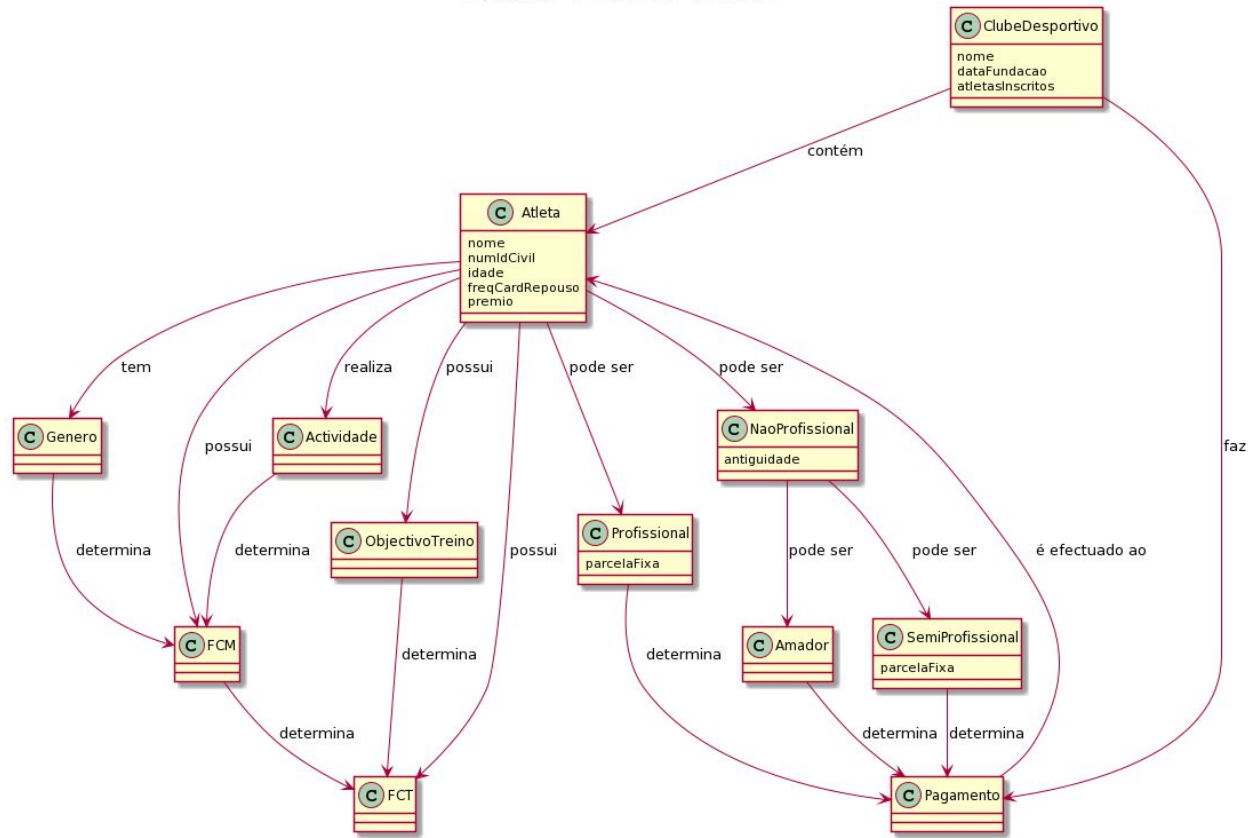 C ClubeDesportivo
nome
dataFundacao
atletasInscritos
contém
C Atleta
nome
numIdCivil
idade
freqCardRepouso
premio
tem
realiza
possui
pode ser
pode ser
C Genero
possui
C Actividade
C NaoProfissional
antiguidade
faz
determina
determina
C ObjectivoTreino
possui
C Profissional
parcelaFixa
pode ser
pode ser
é efectuado ao
C FCM
determina
determina
C Amador
C SemiProfissional
parcelaFixa
determina
determina
determina
C FCT
C Pagamento